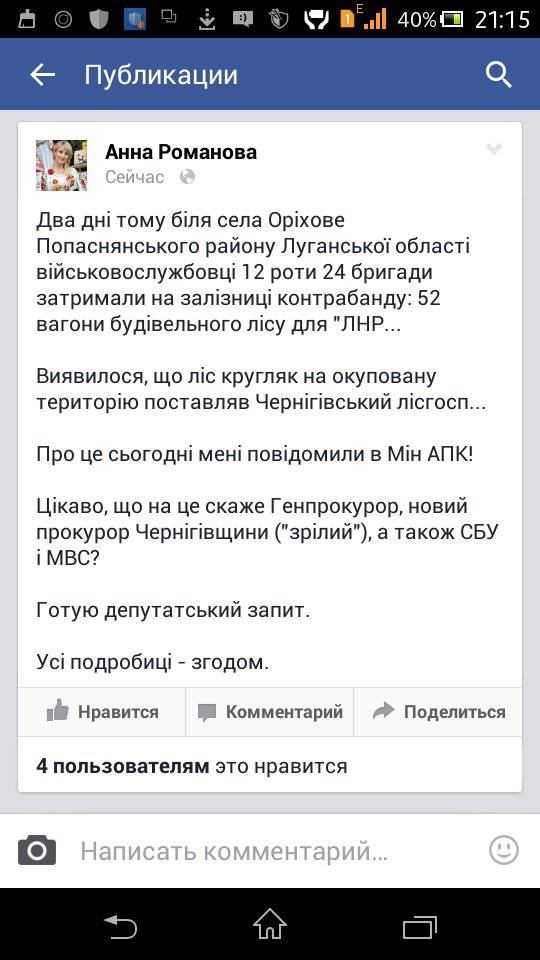 E
1
40%
21:15
Публикации
Анна Романова
Сейчас
Два дні тому біля села Оріхове
Попаснянського району Луганської області
військовослужбовці 12 роти 24 бригади
затримали на залізниці контрабанду: 52
вагони будівельного лісу для "ЛНР...
Виявилося, що ліс кругляк на окуповану
територію поставляв Чернігівський лісгосп...
Про це сьогодні мені повідомили в Мін АПК!
Цікаво, що на це скаже Генпрокурор, новий
прокурор Чернігівщини ("зрілий"), а також СБУ
і МВС?
Готую депутатський запит.
Усі подробиці - згодом.
Нравится
Комментарий
Поделиться
4 пользователям это нравится
Написать комментарий...